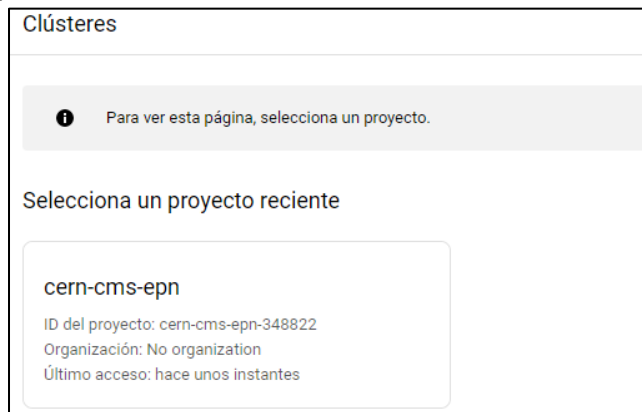 Clústeres
Para ver esta página, selecciona un proyecto.
Selecciona un proyecto reciente
cern-cms-epn
ID del proyecto: cern-cms-epn-348822
Organización: No organization
Último acceso: hace unos instantes